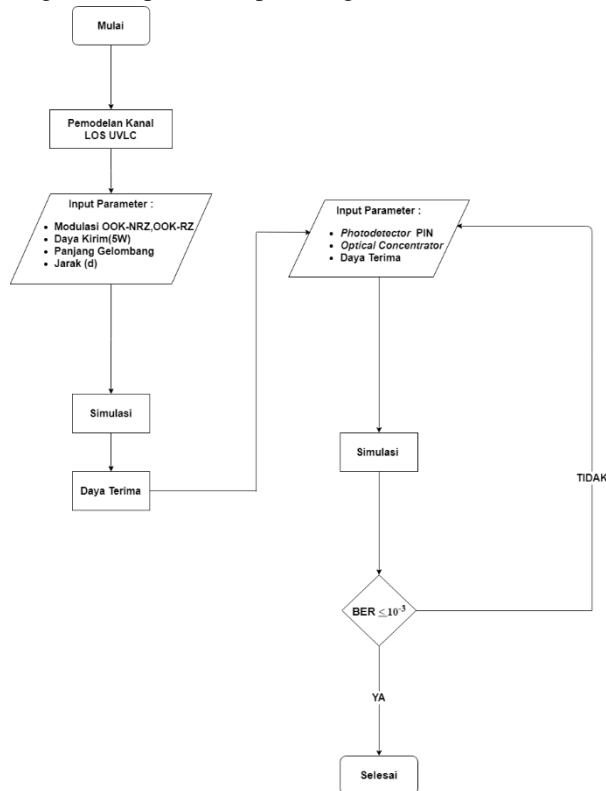 Mulai
Pemodelan Kanal
LOS UVLC
Input Parameter :
• Modulasi OOK-NRZ,OOK-RZ
• Daya Kirim(5W)
• Panjang Gelombang
• Jarak (d)
Simulasi
Daya Terima
Input Parameter :
• Photodetector PIN
• Optical Concentrator
• Daya Terima
Simulasi
BER ≤10⁻³
TIDAK
YA
Selesai